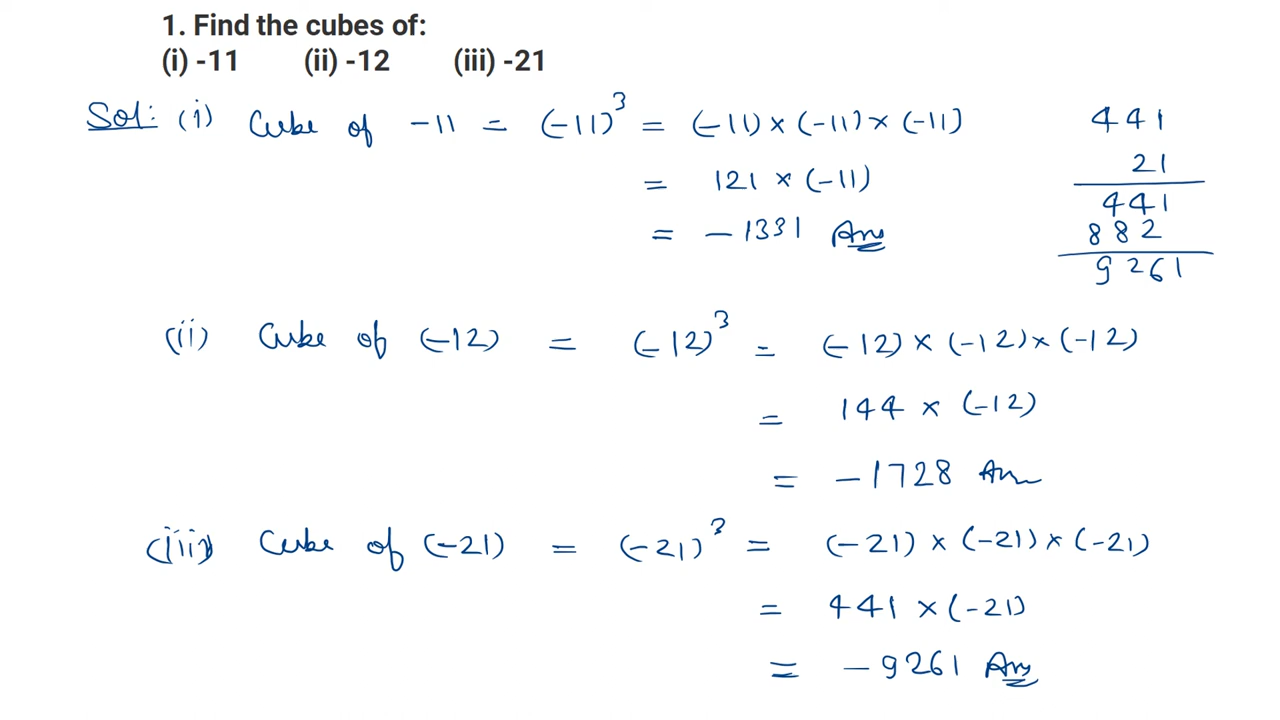 1. Find the cubes of:
(i) -11 (ii) -12 (iii) -21
Sol: (i) Cube of -11 = (-11)³ = (-11) × (-11) × (-11)
= 121 × (-11)
= -1331 Ans
441
21
441
882
9261
(ii) Cube of (-12) = (-12)³ = (-12) × (-12) × (-12)
= 144 × (-12)
= -1728 Ans
(iii) Cube of (-21) = (-21)³ = (-21) × (-21) × (-21)
= 441 × (-21)
= -9261 Ans